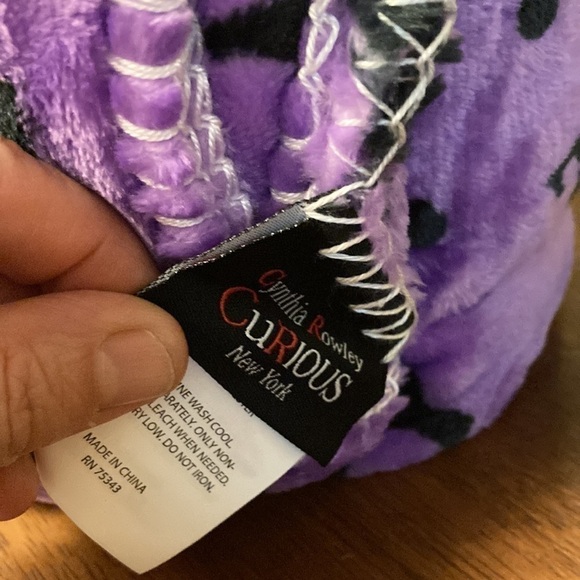 Cynthia Rowley
CuRIOUS
New York
NE WASH COOL
ARATELY. ONLY NON-
BLEACH WHEN NEEDED.
RY LOW. DO NOT IRON.
MADE IN CHINA
RN 75343